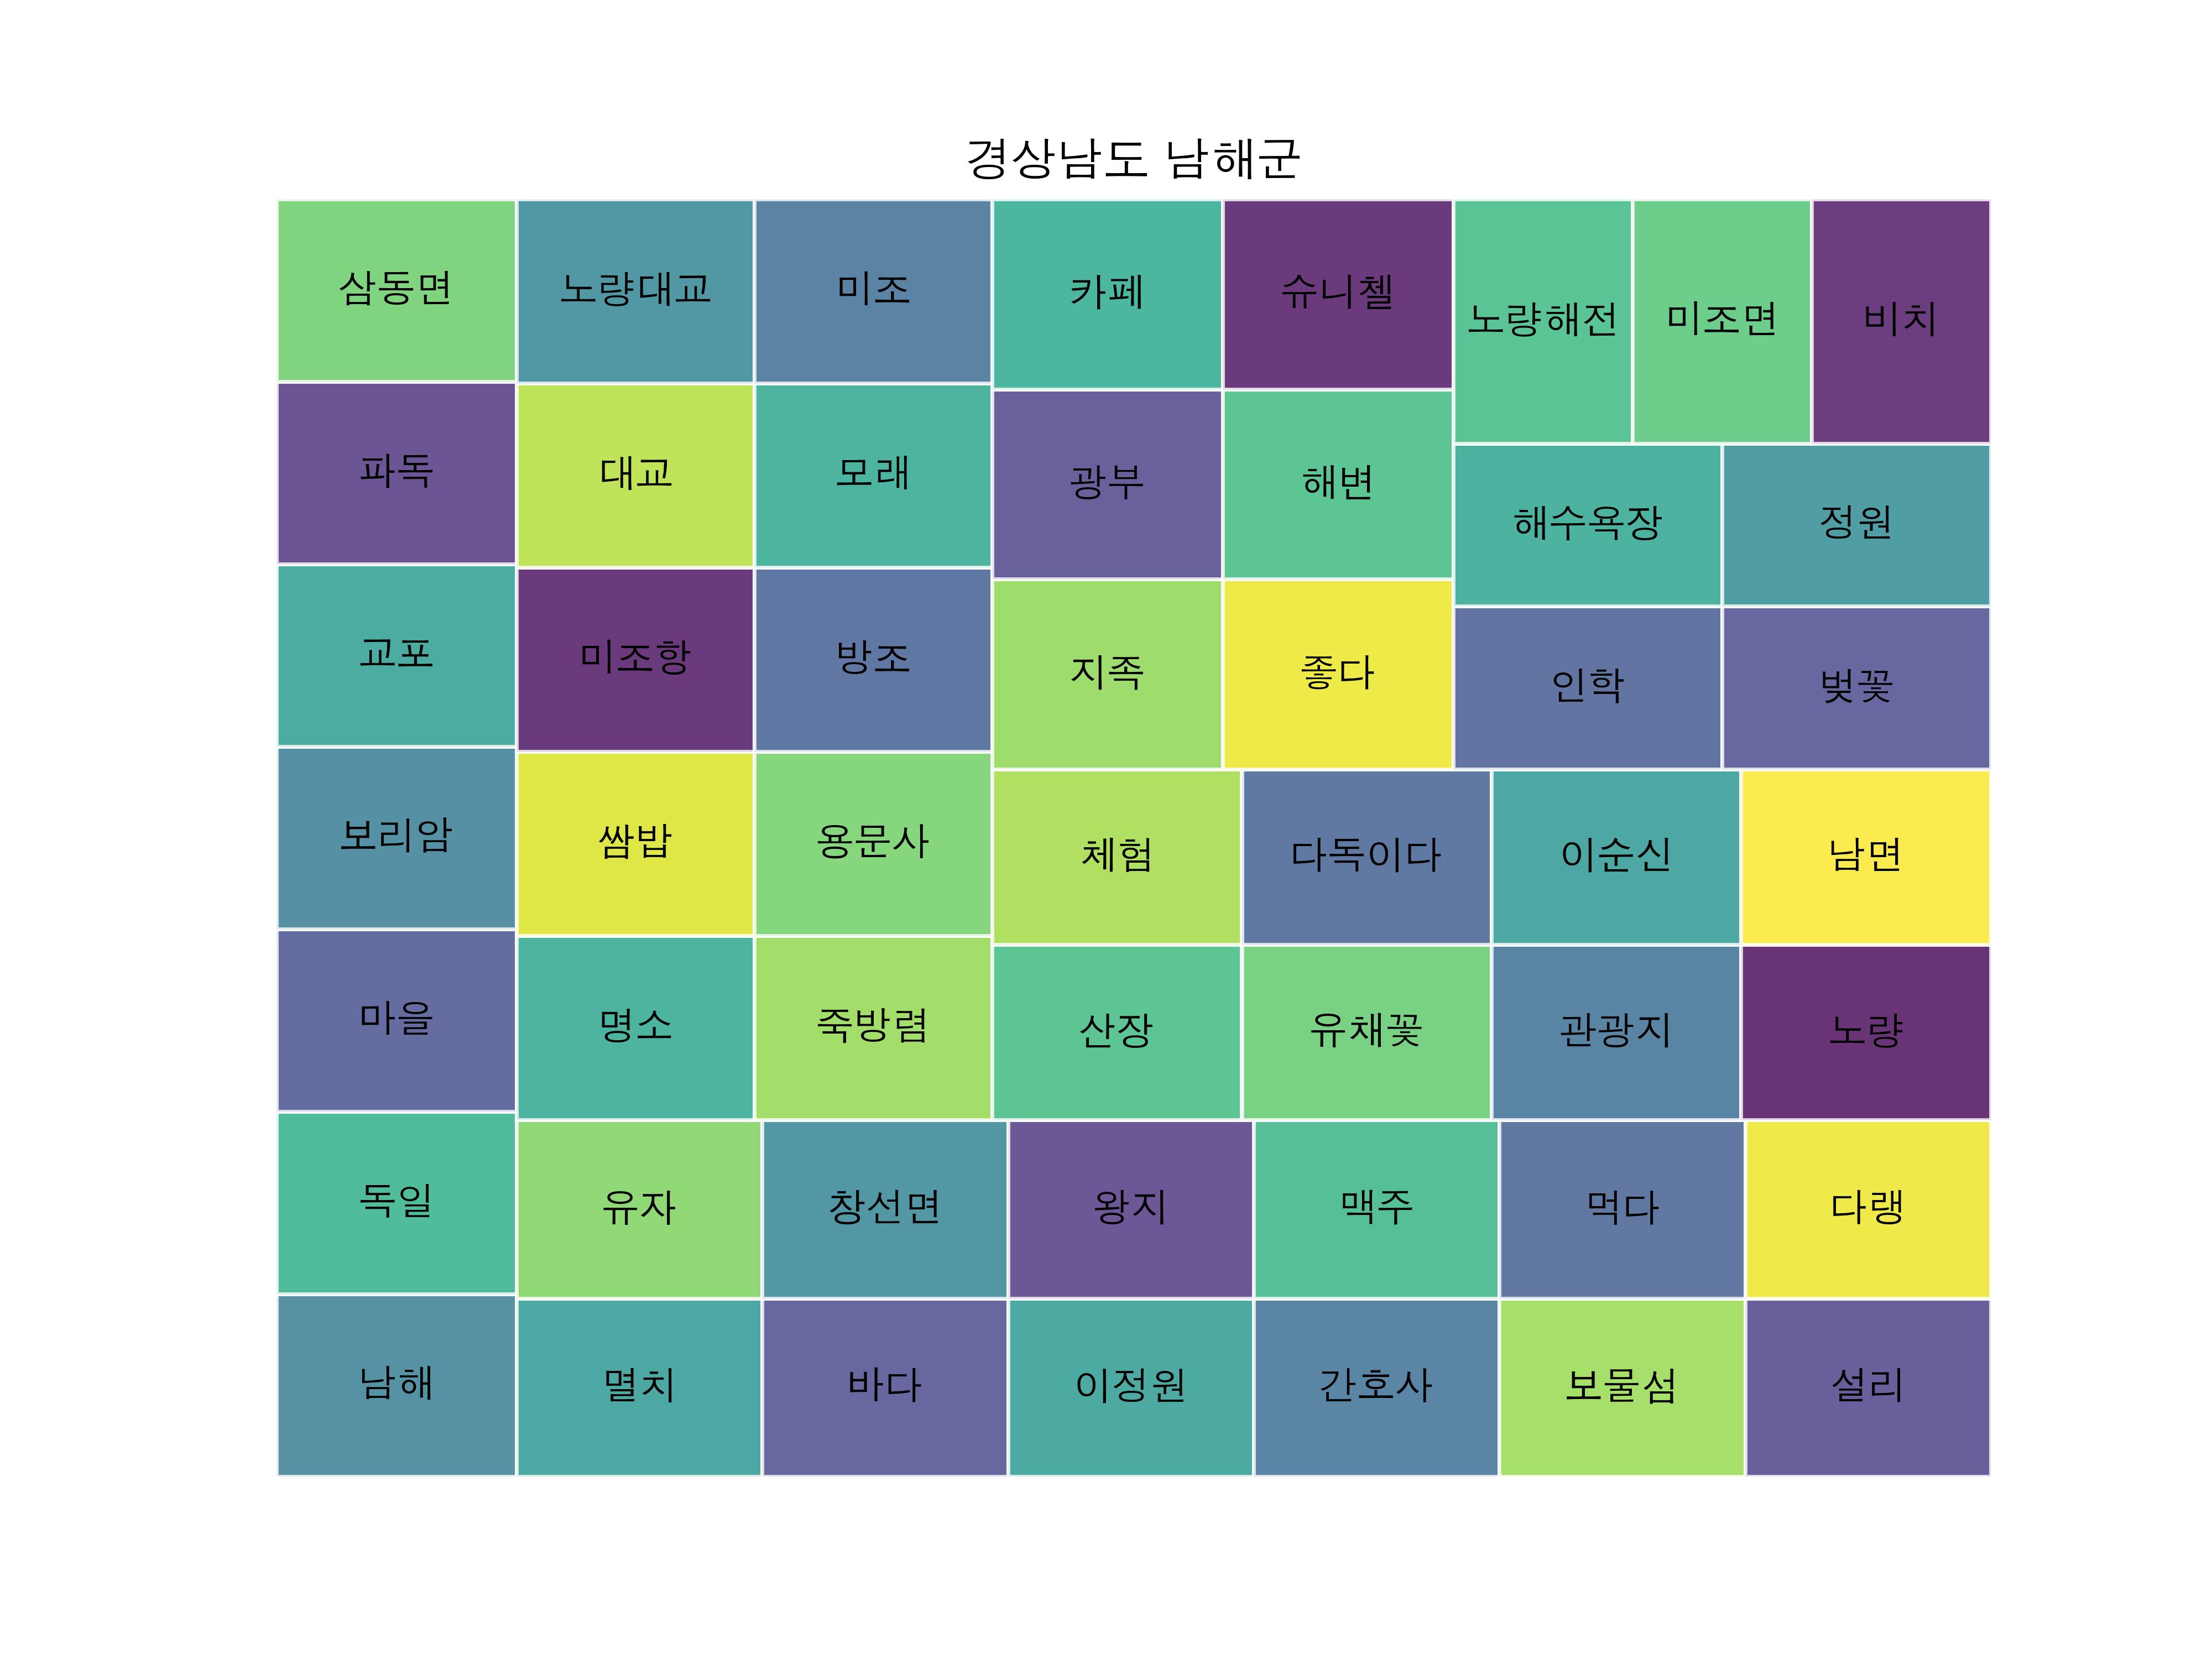 경상남도 남해군
삼동면 노량대교 미조 카페 슈니첼 노량해전 미조면 비치
파독 대교 모래 광부 해변 해수욕장 정원
교포 미조항 방조 지족 좋다 인학 벚꽃
보리암 쌈밥 용문사 체험 다독이다 이순신 남면
마을 명소 죽방렴 산장 유채꽃 관광지 노량
독일 유자 창선면 왕지 맥주 먹다 다랭
남해 멸치 바다 이정원 간호사 보물섬 설리